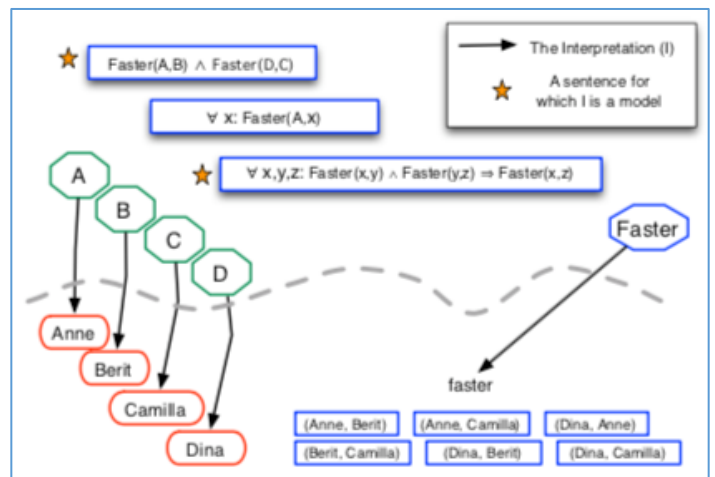 Faster(A,B) ∧ Faster(D,C)
The Interpretation (I)
A sentence for
which I is a model
∀ x: Faster(A,x)
∀ x,y,z: Faster(x,y) ∧ Faster(y,z) ⇒ Faster(x,z)
A
B
C
D
Faster
Anne
Berit
Camilla
Dina
faster
(Anne, Berit) (Anne, Camilla) (Dina, Anne)
(Berit, Camilla) (Dina, Berit) (Dina, Camilla)